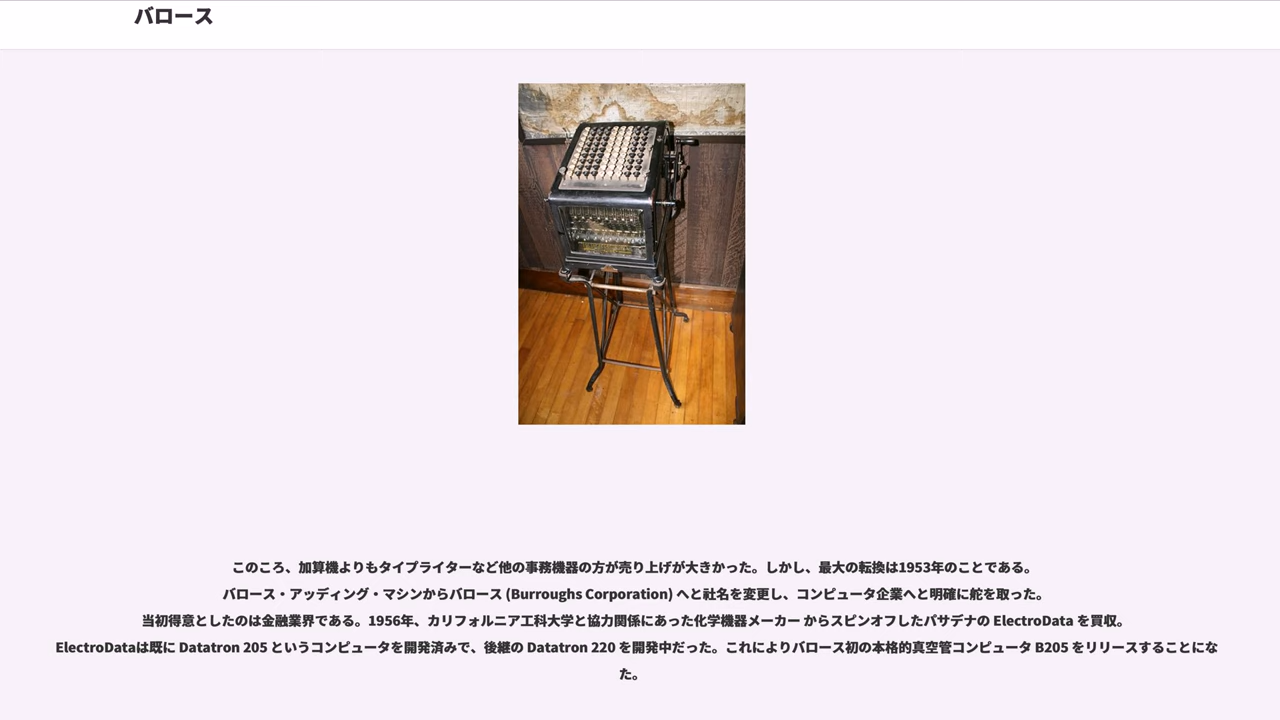 バロース
このころ、加算機よりもタイプライターなど他の事務機器の方が売り上げが大きかった。しかし、最大の転換は1953年のことである。
バロース・アッディング・マシンからバロース (Burroughs Corporation) へと社名を変更し、コンピュータ企業へと明確に舵を取った。
当初得意としたのは金融業界である。1956年、カリフォルニア工科大学と協力関係にあった化学機器メーカー からスピンオフしたパサデナの ElectroData を買収。
ElectroDataは既に Datatron 205 というコンピュータを開発済みで、後継の Datatron 220 を開発中だった。これによりバロース初の本格的真空管コンピュータ B205 をリリースすることにな
た。